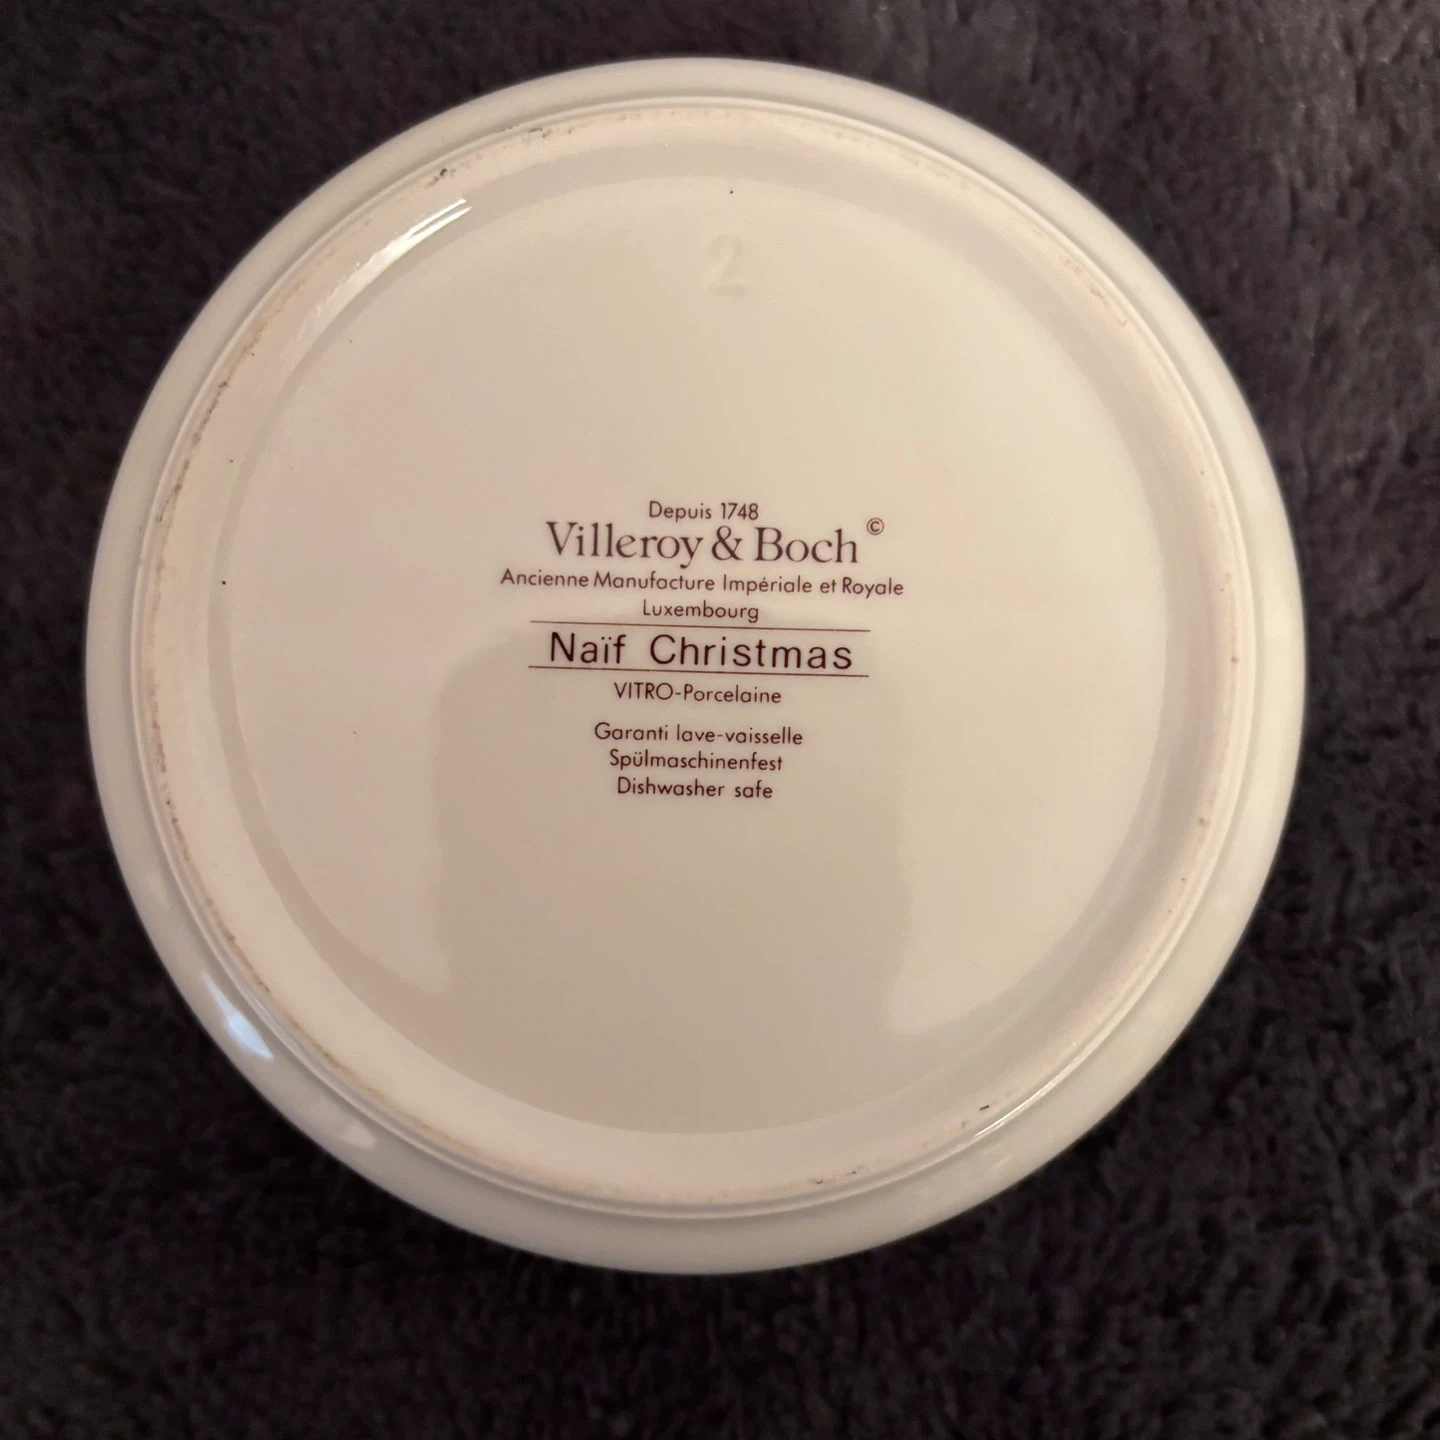 2
Depuis 1748
Villeroy & Boch ©
Ancienne Manufacture Impériale et Royale
Luxembourg
Naïf Christmas
VITRO-Porcelaine
Garanti lave-vaisselle
Spülmaschinenfest
Dishwasher safe